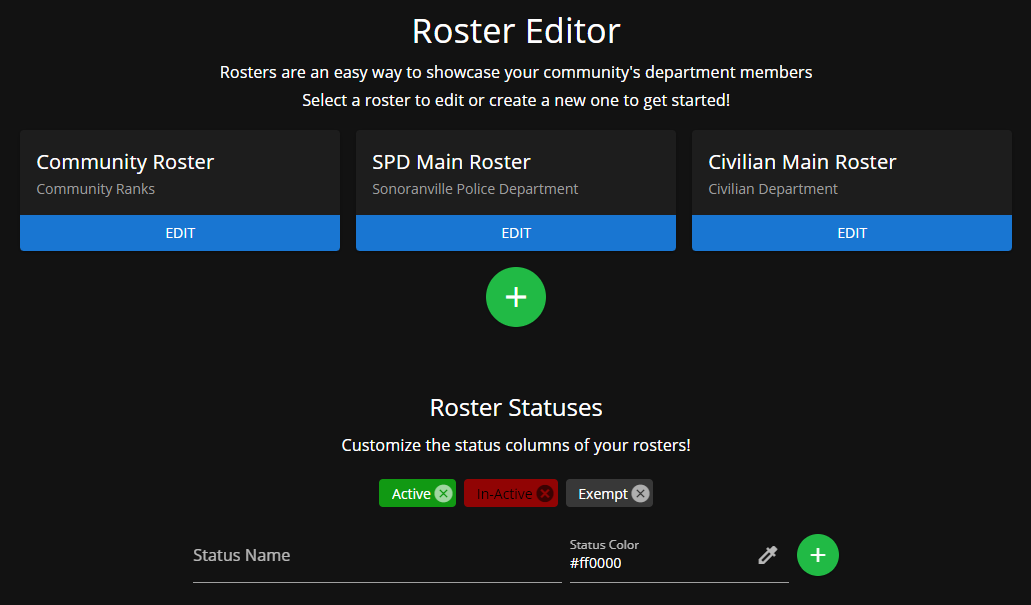 Roster Editor
Rosters are an easy way to showcase your community's department members
Select a roster to edit or create a new one to get started!
Community Roster
Community Ranks
EDIT
SPD Main Roster
Sonoranville Police Department
EDIT
Civilian Main Roster
Civilian Department
EDIT
Roster Statuses
Customize the status columns of your rosters!
Active
In-Active
Exempt
Status Name
Status Color
#ff0000